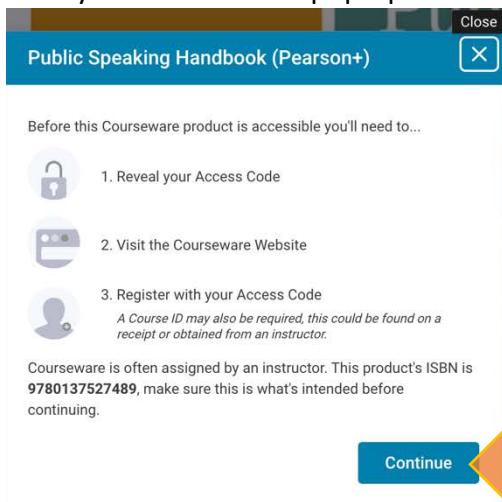 Close
Public Speaking Handbook (Pearson+)
Before this Courseware product is accessible you'll need to...
1. Reveal your Access Code
2. Visit the Courseware Website
3. Register with your Access Code
A Course ID may also be required, this could be found on a
receipt or obtained from an instructor.
Courseware is often assigned by an instructor. This product's ISBN is
9780137527489, make sure this is what's intended before
continuing.
Continue